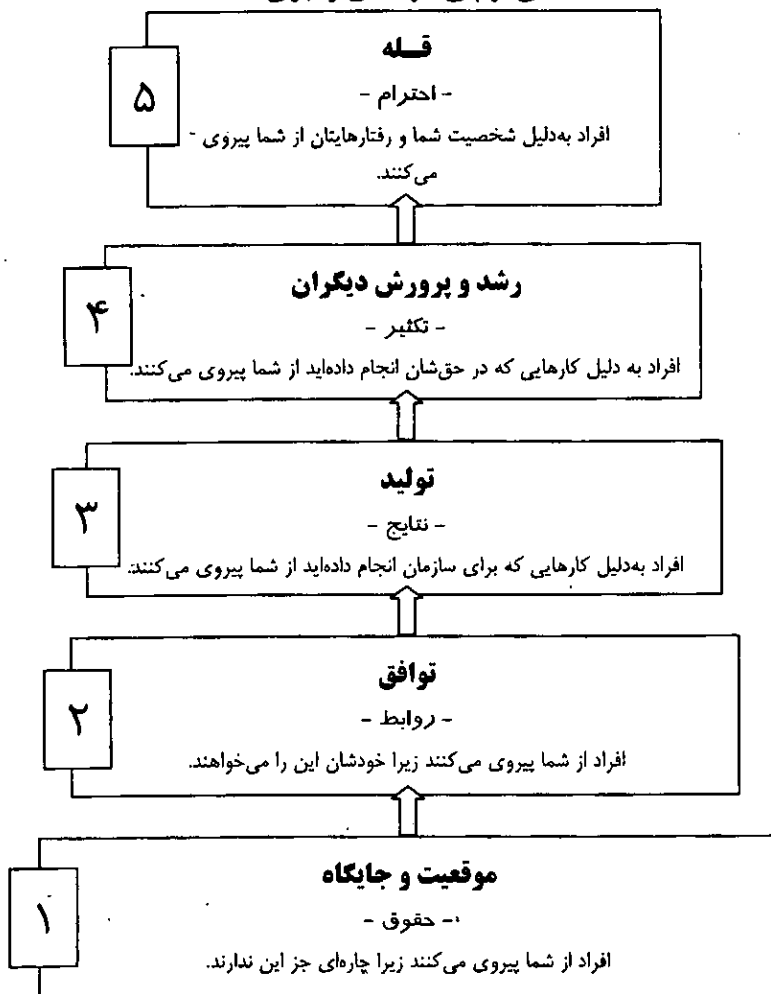 قـلـه
۵
- احترام -
افراد به‌دلیل شخصیت شما و رفتارهایتان از شما پیروی -
می‌کنند.
رشد و پرورش دیگران
۴
- تکثیر -
افراد به دلیل کارهایی که در حق‌شان انجام داده‌اید از شما پیروی می‌کنند.
تولید
۳
- نتایج -
افراد به‌دلیل کارهایی که برای سازمان انجام داده‌اید از شما پیروی می‌کنند.
توافق
۲
- روابط -
افراد از شما پیروی می‌کنند زیرا خودشان این را می‌خواهند.
موقعیت و جایگاه
۱
- حقوق -
افراد از شما پیروی می‌کنند زیرا چاره‌ای جز این ندارند.